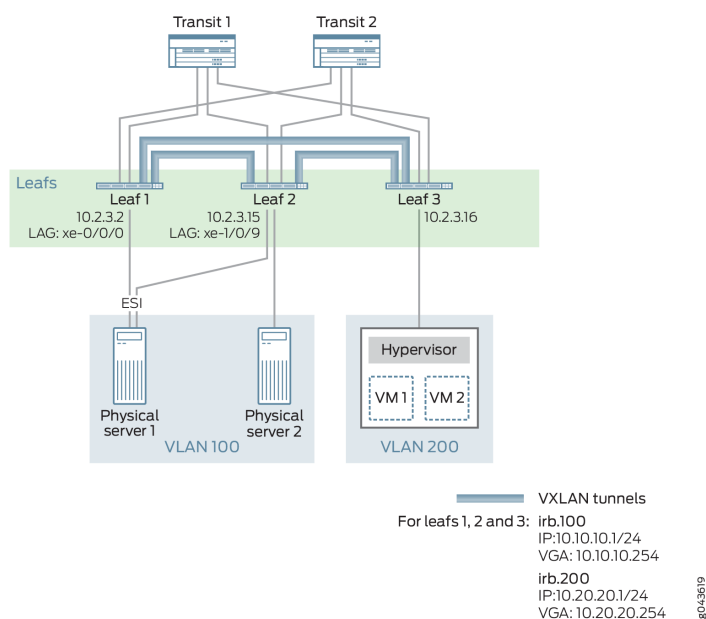 Transit 1
Transit 2
Leafs
Leaf 1
10.2.3.2
LAG: xe-0/0/0
Leaf 2
10.2.3.15
LAG: xe-1/0/9
Leaf 3
10.2.3.16
ESI
Physical
server 1
Physical
server 2
VLAN 100
Hypervisor
VM 1
VM 2
VLAN 200
VXLAN tunnels
For leafs 1, 2 and 3: irb.100
IP:10.10.10.1/24
VGA: 10.10.10.254
irb.200
IP:10.20.20.1/24
VGA: 10.20.20.254
g043619